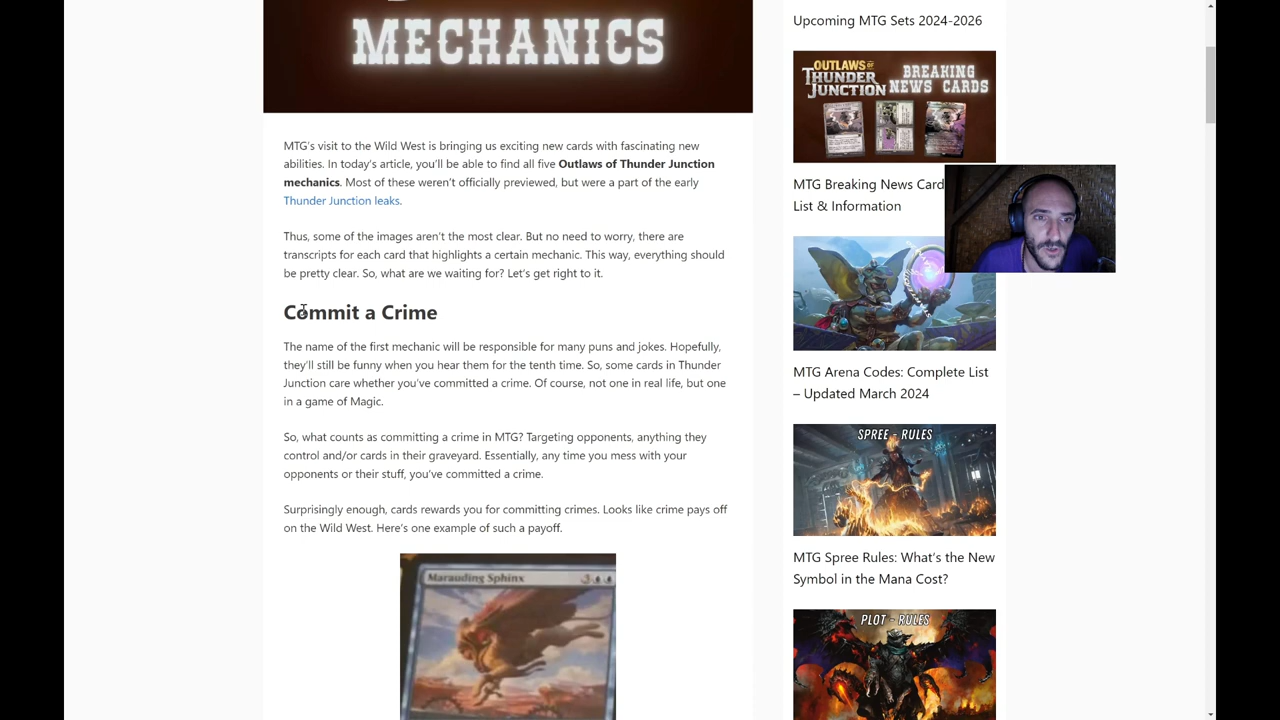 MECHANICS
MTG's visit to the Wild West is bringing us exciting new cards with fascinating new
abilities. In today's article, you'll be able to find all five Outlaws of Thunder Junction
mechanics. Most of these weren't officially previewed, but were a part of the early
Thunder Junction leaks.
Thus, some of the images aren't the most clear. But no need to worry, there are
transcripts for each card that highlights a certain mechanic. This way, everything should
be pretty clear. So, what are we waiting for? Let's get right to it.
Commit a Crime
The name of the first mechanic will be responsible for many puns and jokes. Hopefully,
they'll still be funny when you hear them for the tenth time. So, some cards in Thunder
Junction care whether you've committed a crime. Of course, not one in real life, but one
in a game of Magic.
So, what counts as committing a crime in MTG? Targeting opponents, anything they
control and/or cards in their graveyard. Essentially, any time you mess with your
opponents or their stuff, you've committed a crime.
Surprisingly enough, cards rewards you for committing crimes. Looks like crime pays off
on the Wild West. Here's one example of such a payoff.
Marauding Sphinx
Upcoming MTG Sets 2024-2026
OUTLAWS OF
THUNDER JUNCTION
BREAKING
NEWS CARDS
MTG Breaking News Card
List & Information
MTG Arena Codes: Complete List
– Updated March 2024
SPREE - RULES
MTG Spree Rules: What's the New
Symbol in the Mana Cost?
PLOT - RULES